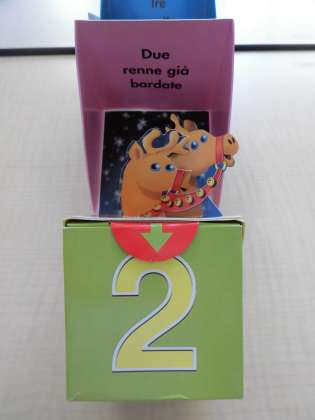 Tre
Due
renne già
bardate
2